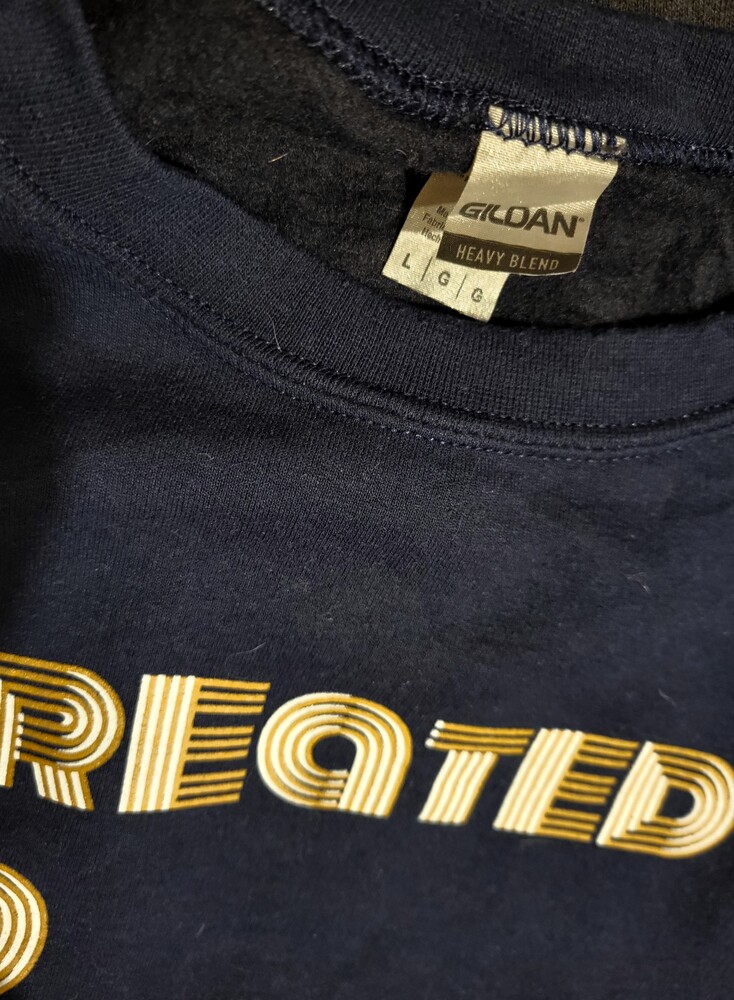 GILDAN®
HEAVY BLEND
L | G | G
REATED